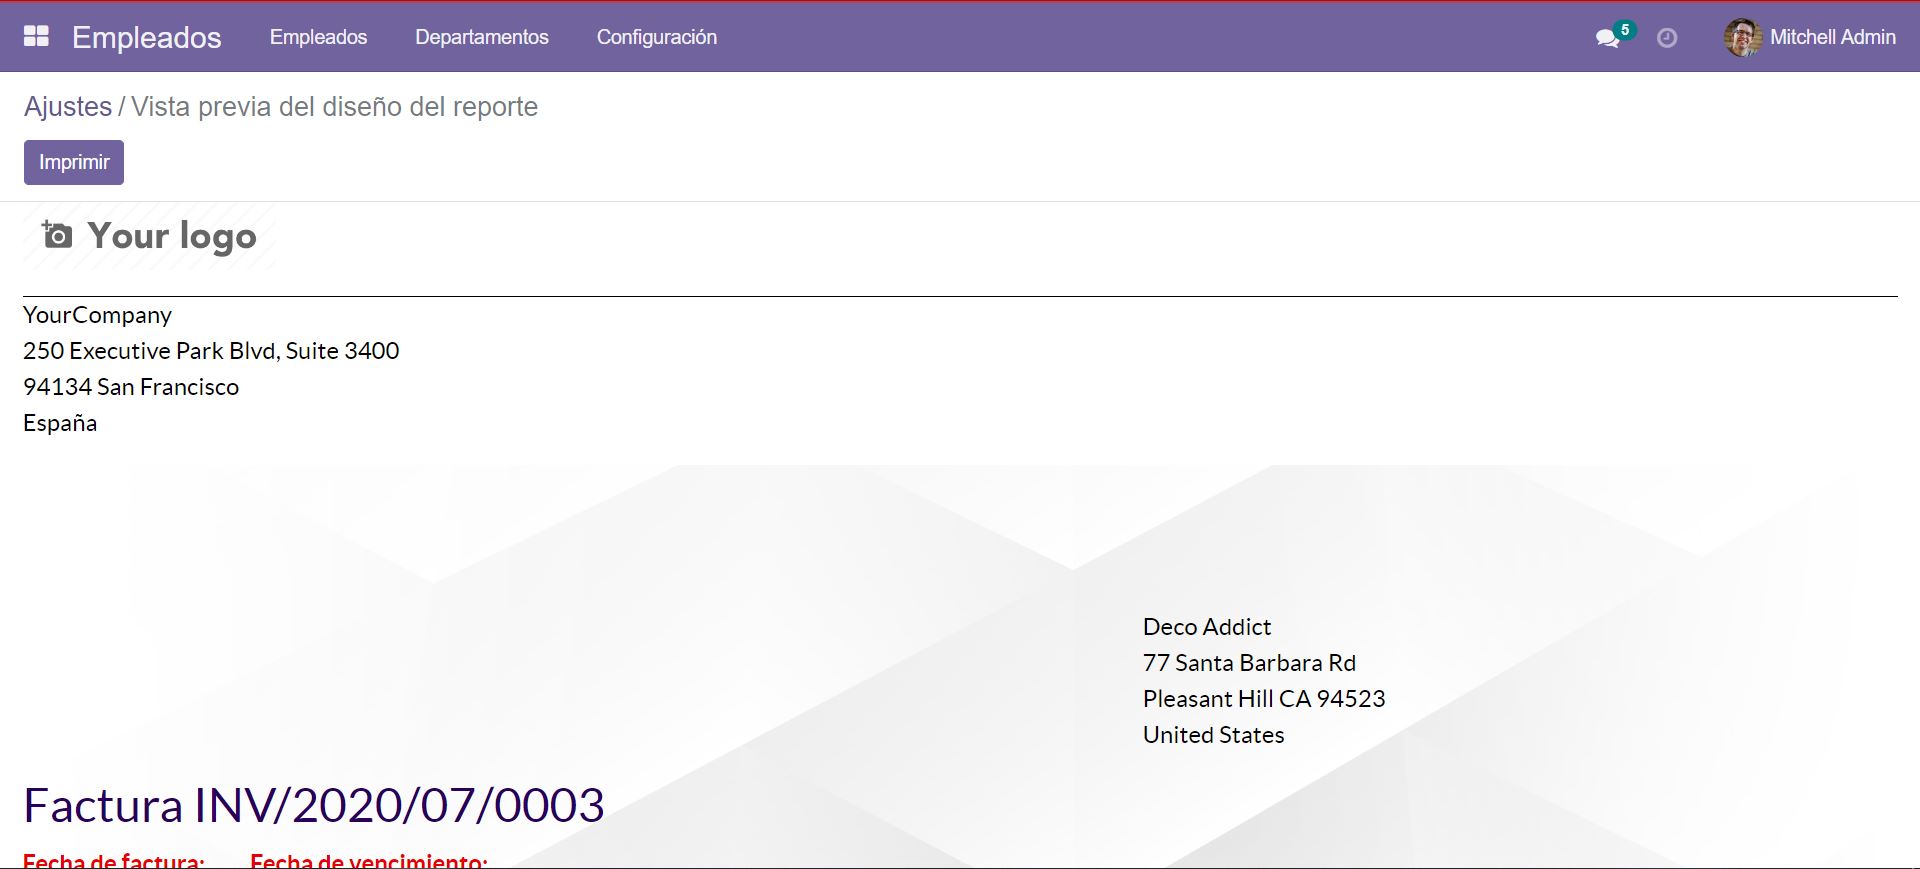 Empleados
Empleados
Departamentos
Configuración
5
Mitchell Admin
Ajustes / Vista previa del diseño del reporte
Imprimir
Your logo
YourCompany
250 Executive Park Blvd, Suite 3400
94134 San Francisco
España
Deco Addict
77 Santa Barbara Rd
Pleasant Hill CA 94523
United States
Factura INV/2020/07/0003
Fecha de factura:
Fecha de vencimiento: